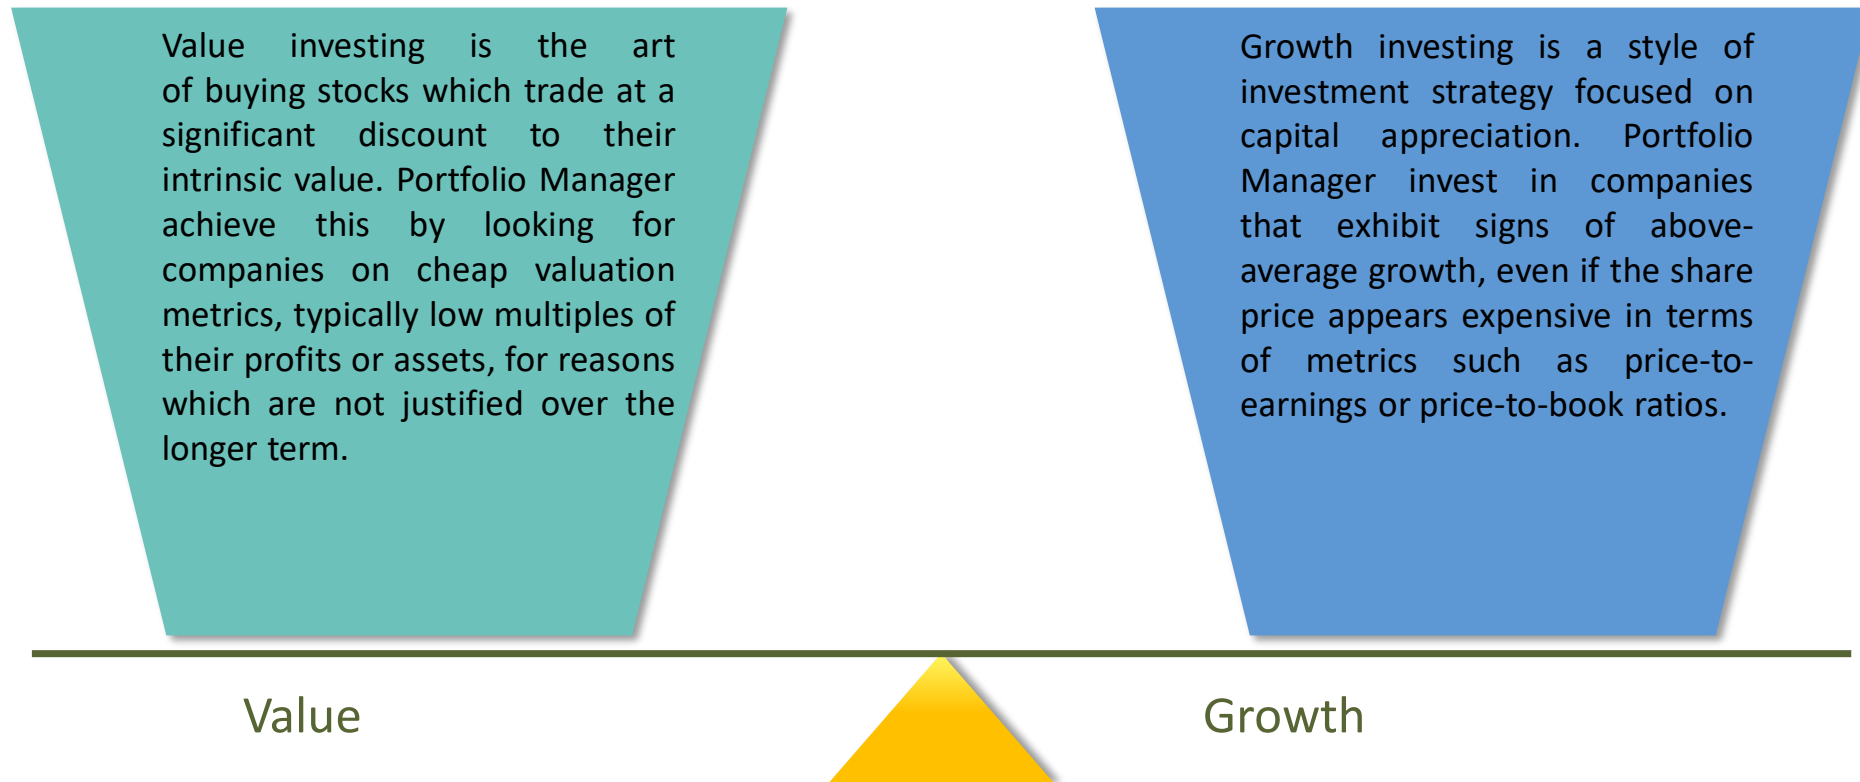 Value investing is the art
of buying stocks which trade at a
significant discount to their
intrinsic value. Portfolio Manager
achieve this by looking for
companies on cheap valuation
metrics, typically low multiples of
their profits or assets, for reasons
which are not justified over the
longer term.
Growth investing is a style of
investment strategy focused on
capital appreciation. Portfolio
Manager invest in companies
that exhibit signs of above-
average growth, even if the share
price appears expensive in terms
of metrics such as price-to-
earnings or price-to-book ratios.
Value
Growth